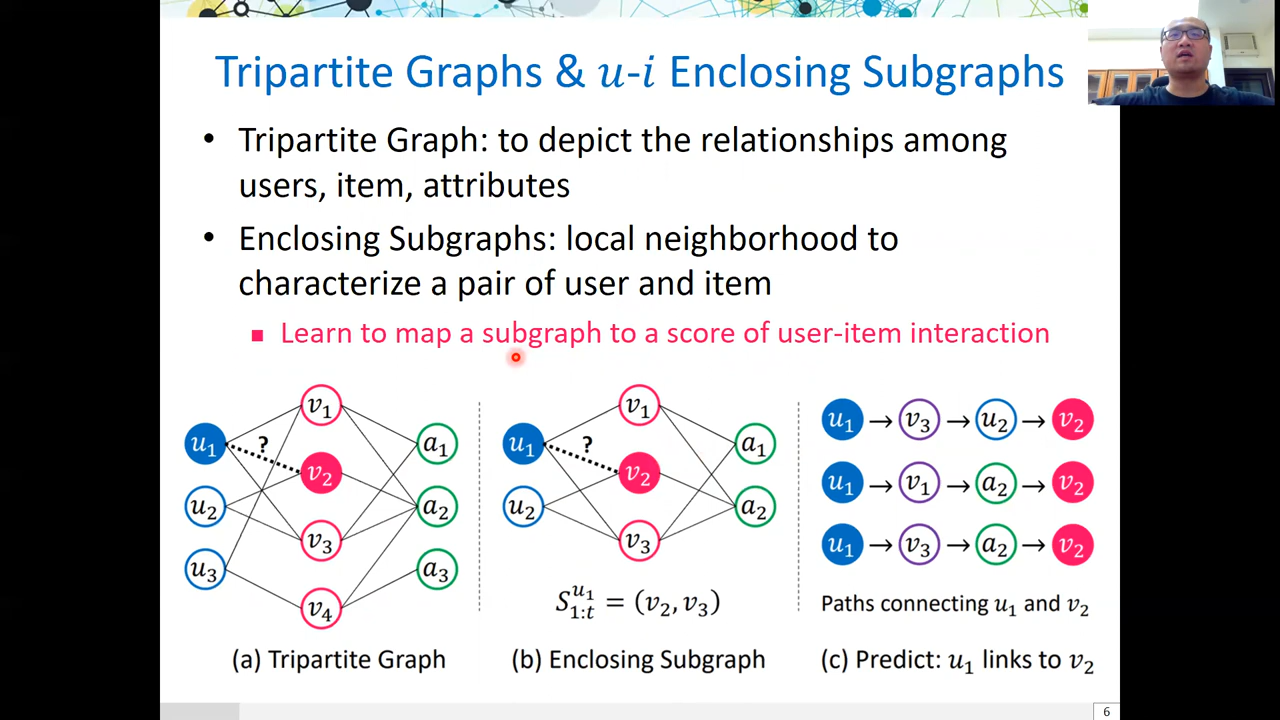 Tripartite Graphs & u-i Enclosing Subgraphs
• Tripartite Graph: to depict the relationships among
users, item, attributes
• Enclosing Subgraphs: local neighborhood to
characterize a pair of user and item
▪ Learn to map a subgraph to a score of user-item interaction
u₁ u₂ u₃ ? v₁ v₂ v₃ v₄ a₁ a₂ a₃
(a) Tripartite Graph
u₁ u₂ ? v₁ v₂ v₃ a₁ a₂
S₁:ₜ^u₁ = (v₂, v₃)
(b) Enclosing Subgraph
u₁ → v₃ → u₂ → v₂
u₁ → v₁ → a₂ → v₂
u₁ → v₃ → a₂ → v₂
Paths connecting u₁ and v₂
(c) Predict: u₁ links to v₂
6